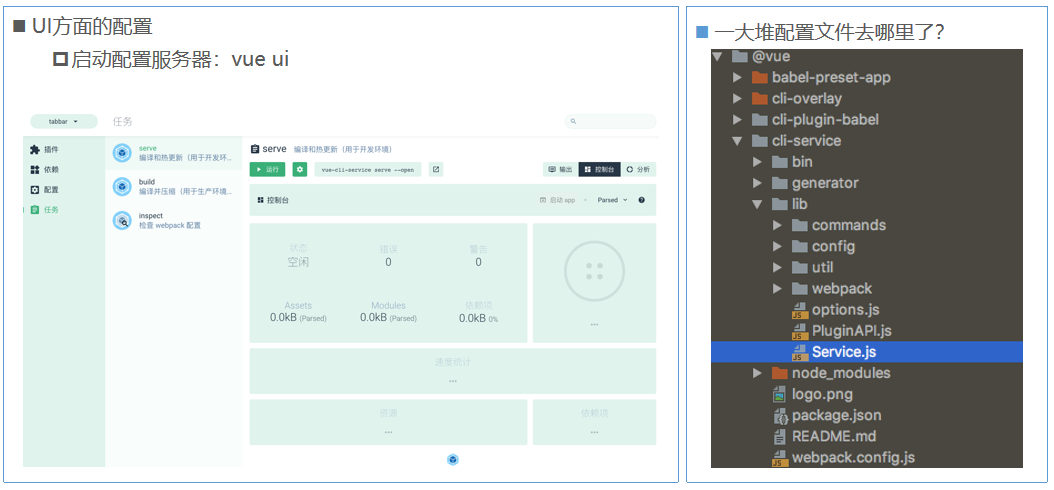 UI方面的配置
启动配置服务器：vue ui
tabbar
任务
插件
依赖
配置
任务
serve
编译和热更新（用于开发环...
build
编译并压缩（用于生产环境...
inspect
检查 webpack 配置
serve 编译和热更新（用于开发环境）
运行
vue-cli-service serve --open
输出
控制台
分析
控制台
启动 app
Parsed
状态
空闲
错误
0
警告
0
Assets
0.0kB (Parsed)
Modules
0.0kB (Parsed)
依赖项
0.0kB 0%
...
速度统计
...
资源
...
依赖项
...
一大堆配置文件去哪里了？
@vue
babel-preset-app
cli-overlay
cli-plugin-babel
cli-service
bin
generator
lib
commands
config
util
webpack
options.js
PluginAPI.js
Service.js
node_modules
logo.png
package.json
README.md
webpack.config.js